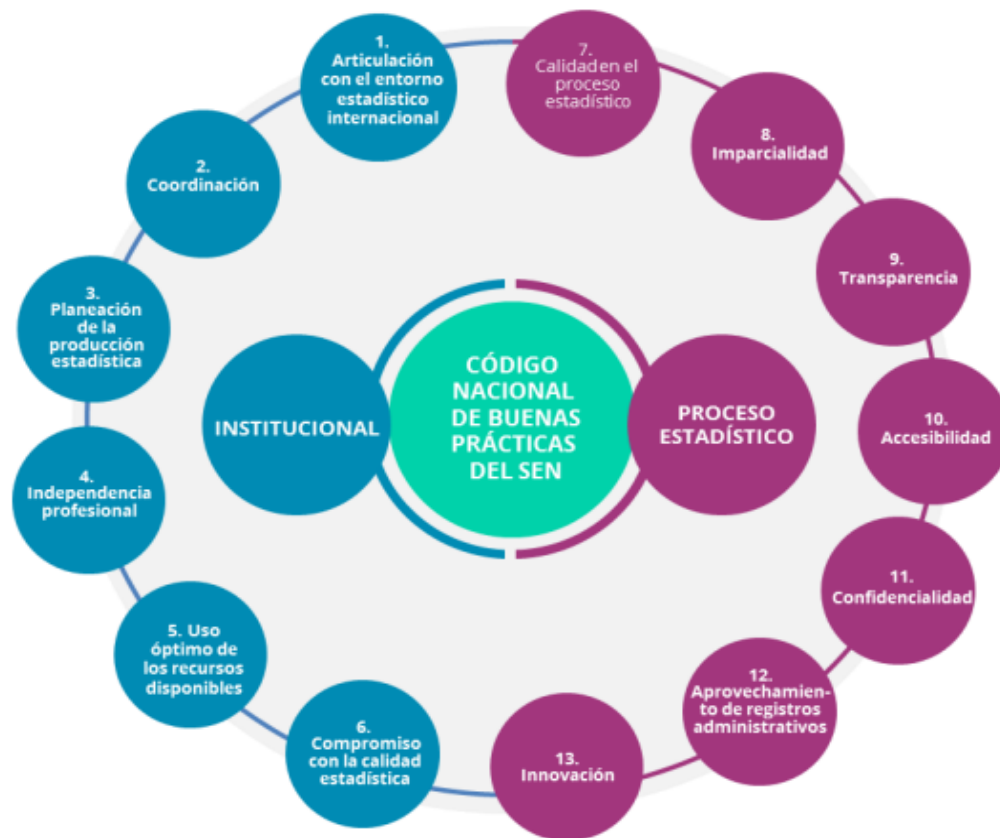 1.
Articulación
con el entorno
estadístico
internacional
2.
Coordinación
3.
Planeación
de la
producción
estadística
4.
Independencia
profesional
5. Uso
óptimo de
los recursos
disponibles
6.
Compromiso
con la calidad
estadística
INSTITUCIONAL
CÓDIGO
NACIONAL
DE BUENAS
PRÁCTICAS
DEL SEN
PROCESO
ESTADÍSTICO
7.
Calidad en el
proceso
estadístico
8.
Imparcialidad
9.
Transparencia
10.
Accesibilidad
11.
Confidencialidad
12.
Aprovechamien-
to de registros
administrativos
13.
Innovación